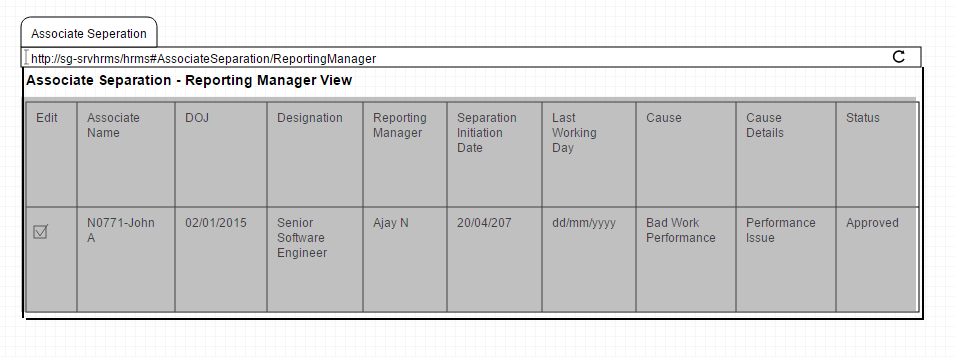 Associate Seperation
http://sg-srvhrms/hrms#AssociateSeparation/ReportingManager
Associate Separation - Reporting Manager View
Edit
Associate
Name
DOJ
Designation
Reporting
Manager
Separation
Initiation
Date
Last
Working
Day
Cause
Cause
Details
Status
N0771-John
A
02/01/2015
Senior
Software
Engineer
Ajay N
20/04/207
dd/mm/yyyy
Bad Work
Performance
Performance
Issue
Approved